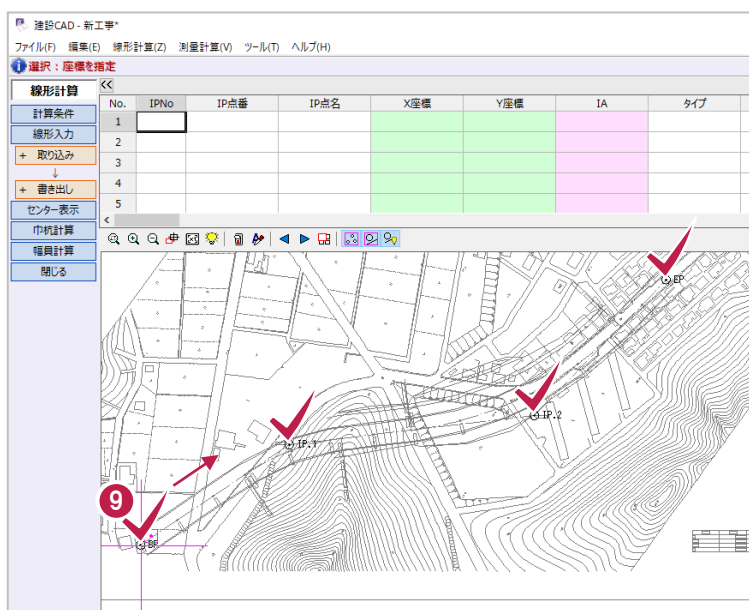 建設CAD - 新工事*
ファイル(F) 編集(E) 線形計算(Z) 測量計算(V) ツール(T) ヘルプ(H)
選択：座標を指定
線形計算
計算条件
線形入力
+ 取り込み
↓
+ 書き出し
センター表示
巾杭計算
幅員計算
閉じる
No. IPNo IP点番 IP点名 X座標 Y座標 IA タイプ
1
2
3
4
5
EP
IP.2
IP.1
9
BP